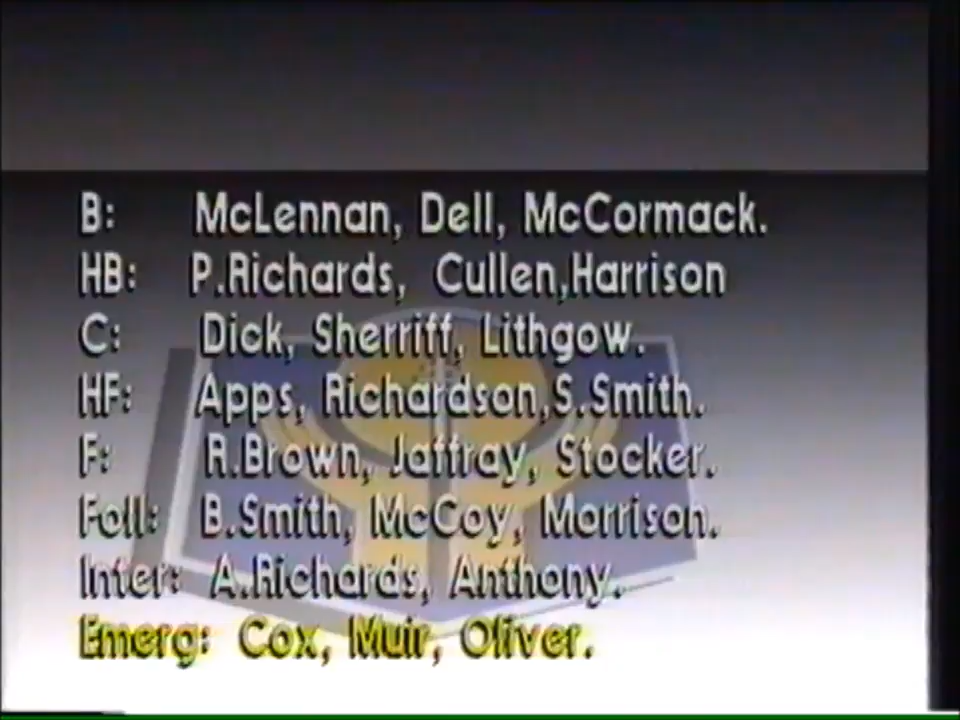 B: McLennan, Dell, McCormack.
HB: P.Richards, Cullen,Harrison
C: Dick, Sherriff, Lithgow.
HF: Apps, Richardson,S.Smith.
F: R.Brown, Jaffray, Stocker.
Foll: B.Smith, McCoy, Morrison.
Inter: A.Richards, Anthony.
Emerg: Cox, Muir, Oliver.